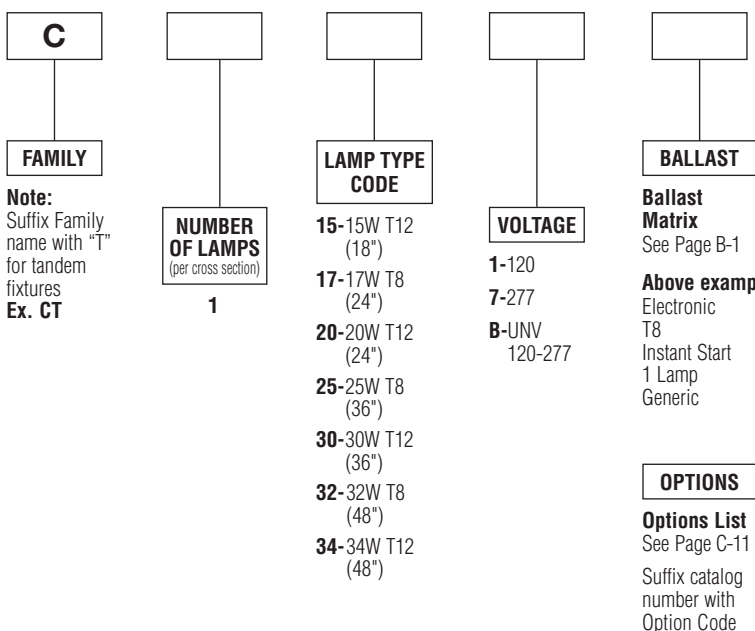 C
FAMILY
Note:
Suffix Family
name with “T”
for tandem
fixtures
Ex. CT
NUMBER
OF LAMPS
(per cross section)
1
LAMP TYPE
CODE
15-15W T12
(18")
17-17W T8
(24")
20-20W T12
(24")
25-25W T8
(36")
30-30W T12
(36")
32-32W T8
(48")
34-34W T12
(48")
VOLTAGE
1-120
7-277
B-UNV
120-277
BALLAST
Ballast
Matrix
See Page B-1
Above examp
Electronic
T8
Instant Start
1 Lamp
Generic
OPTIONS
Options List
See Page C-11
Suffix catalog
number with
Option Code